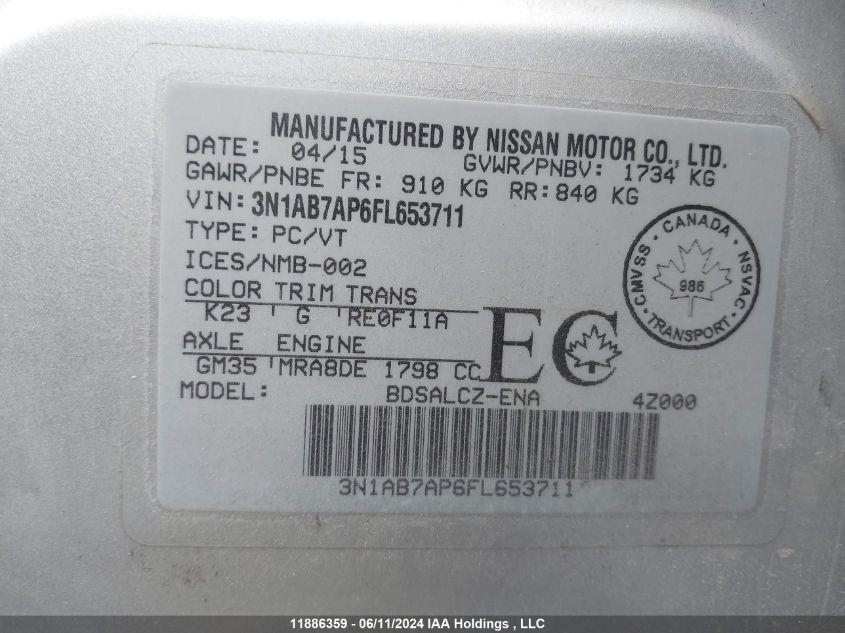 MANUFACTURED BY NISSAN MOTOR CO., LTD.
DATE: 04/15 GVWR/PNBV: 1734 KG
GAWR/PNBE FR: 910 KG RR:840 KG
VIN: 3N1AB7AP6FL653711
TYPE: PC/VT
ICES/NMB-002
COLOR TRIM TRANS
K23 ' G 'RE0F11A
AXLE ENGINE
GM35 'MRA8DE 1798 CC
EC
MODEL: BDSALCZ-ENA 4Z000
3N1AB7AP6FL653711
· CANADA ·
CMVSS NSVAC
986
· TRANSPORT ·
11886359 - 06/11/2024 IAA Holdings , LLC